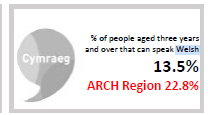 Cymraeg
% of people aged three years
and over that can speak Welsh
13.5%
ARCH Region 22.8%